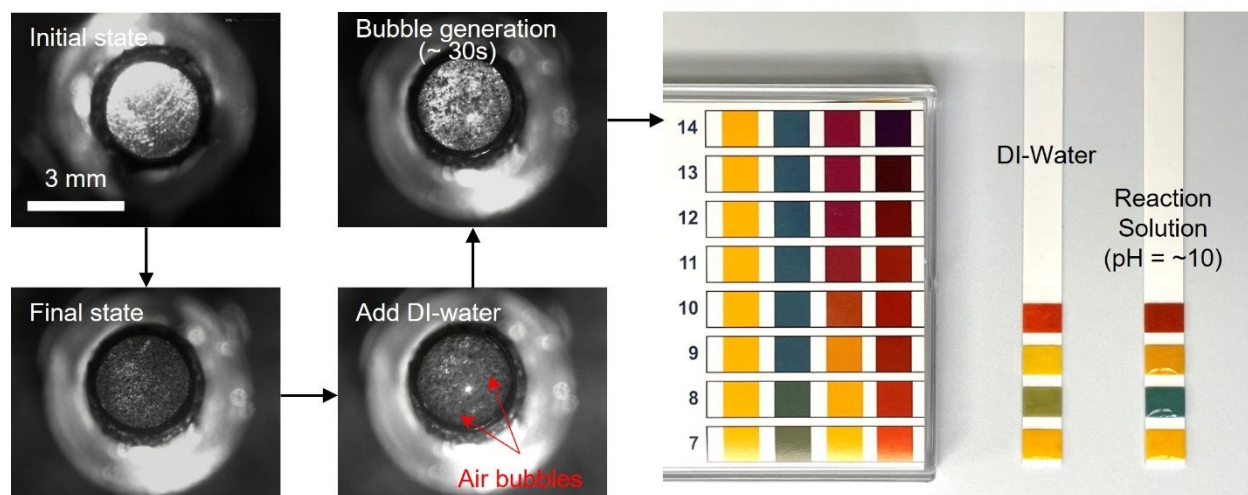 Initial state
3 mm
Bubble generation
(~ 30s)
Final state
Add DI-water
Air bubbles
14
13
12
11
10
9
8
7
DI-Water
Reaction
Solution
(pH = ~10)